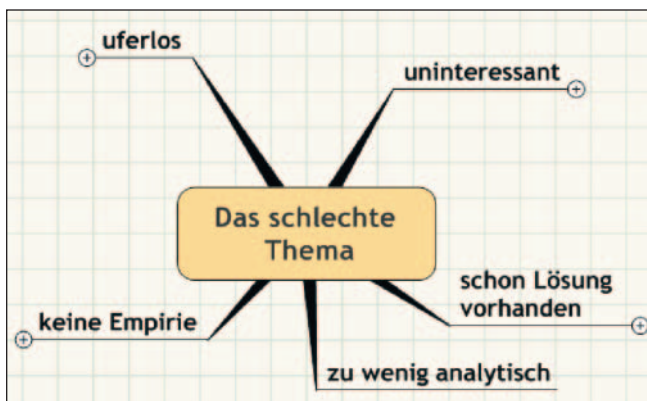 uferlos
uninteressant
Das schlechte
Thema
schon Lösung
vorhanden
keine Empirie
zu wenig analytisch